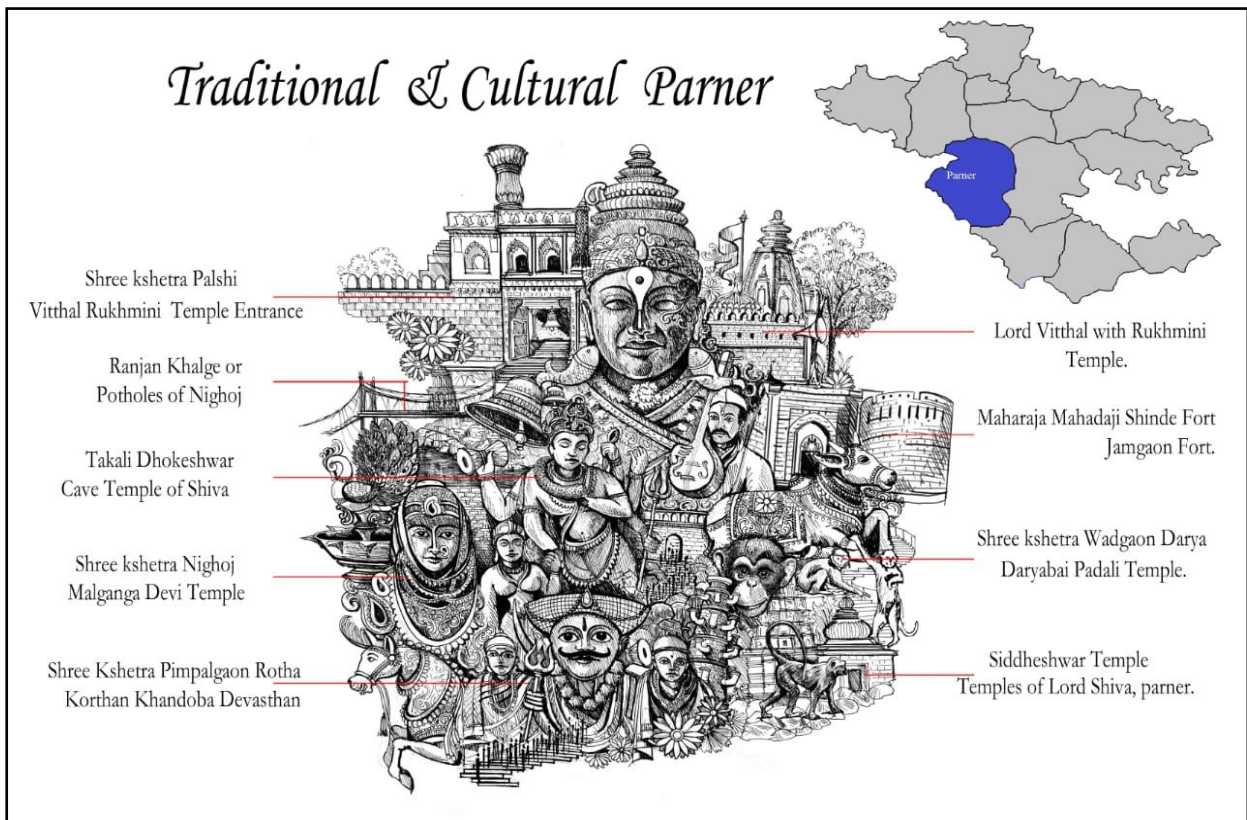 Traditional & Cultural Parner
Parner
Shree kshetra Palshi
Vitthal Rukhmini Temple Entrance
Ranjan Khalge or
Potholes of Nighoj
Takali Dhokeshwar
Cave Temple of Shiva
Shree kshetra Nighoj
Malganga Devi Temple
Shree Kshetra Pimpalgaon Rotha
Korthan Khandoba Devasthan
Lord Vitthal with Rukhmini
Temple.
Maharaja Mahadaji Shinde Fort
Jamgaon Fort.
Shree kshetra Wadgaon Darya
Daryabai Padali Temple.
Siddheshwar Temple
Temples of Lord Shiva, parner.